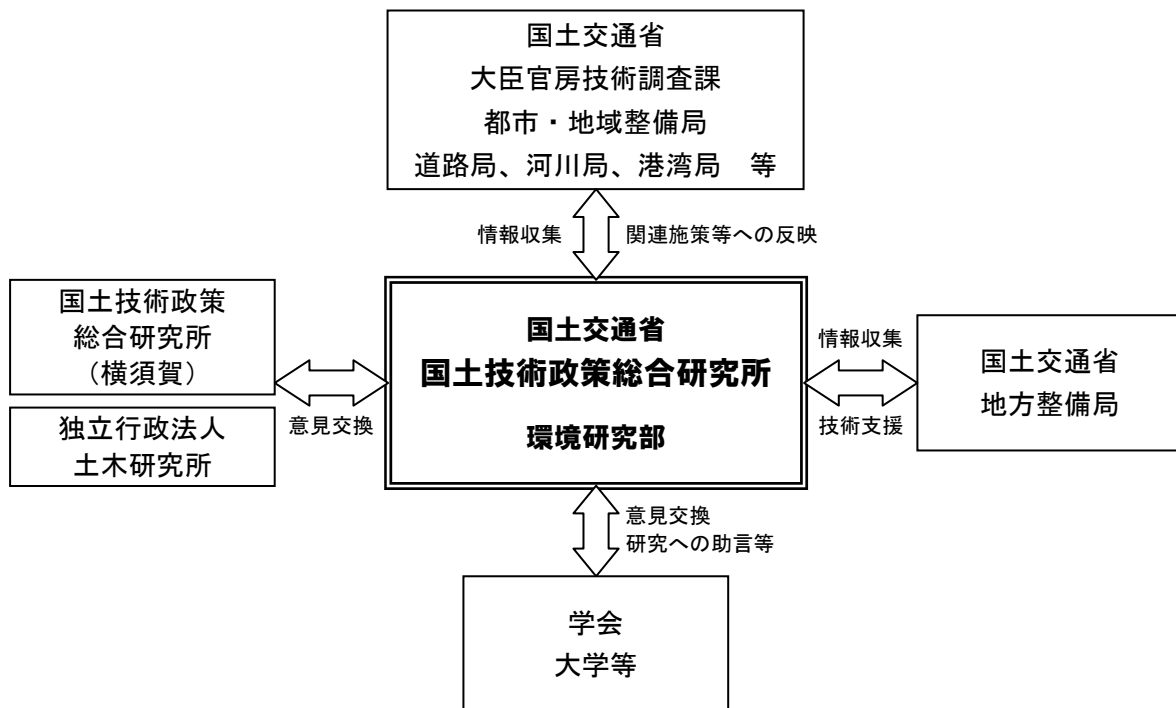 国土交通省
大臣官房技術調査課
都市・地域整備局
道路局、河川局、港湾局　等
情報収集
関連施策等への反映
国土技術政策
総合研究所
（横須賀）
独立行政法人
土木研究所
意見交換
国土交通省
国土技術政策総合研究所
環境研究部
情報収集
技術支援
国土交通省
地方整備局
意見交換
研究への助言等
学会
大学等